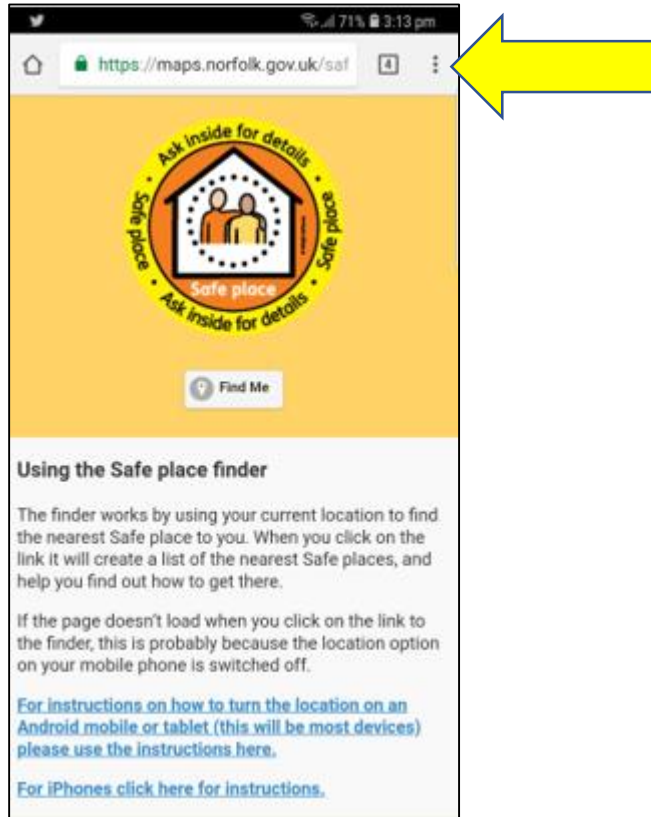 71% 3:13 pm
https://maps.norfolk.gov.uk/saf 4
Ask inside for details
Safe place
Safe place
Safe place
Ask inside for details
Find Me
Using the Safe place finder
The finder works by using your current location to find
the nearest Safe place to you. When you click on the
link it will create a list of the nearest Safe places, and
help you find out how to get there.
If the page doesn't load when you click on the link to
the finder, this is probably because the location option
on your mobile phone is switched off.
For instructions on how to turn the location on an
Android mobile or tablet (this will be most devices)
please use the instructions here.
For iPhones click here for instructions.